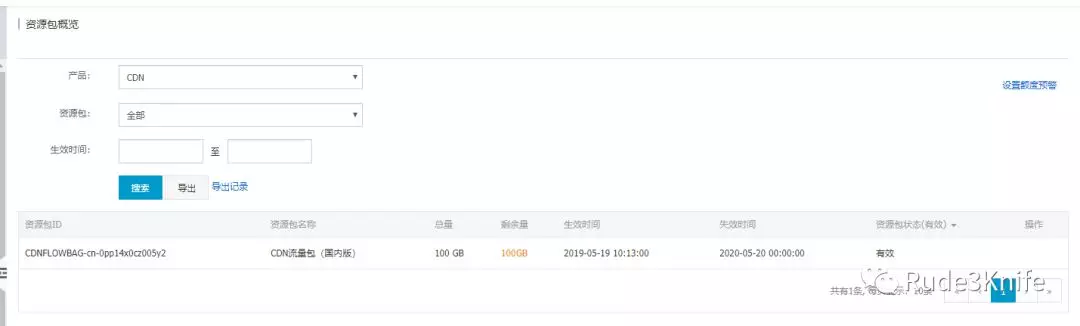 资源包概览
产品: CDN
设置额度预警
资源包: 全部
生效时间: 至
搜索 导出 导出记录
资源包ID 资源包名称 总量 剩余量 生效时间 失效时间 资源包状态(有效) 操作
CDNFLOWBAG-cn-0pp14x0cz005y2 CDN流量包（国内版） 100 GB 100GB 2019-05-19 10:13:00 2020-05-20 00:00:00 有效
共有1条, 每页显示: 10条 « ‹ 1 › »
Rude3Knife